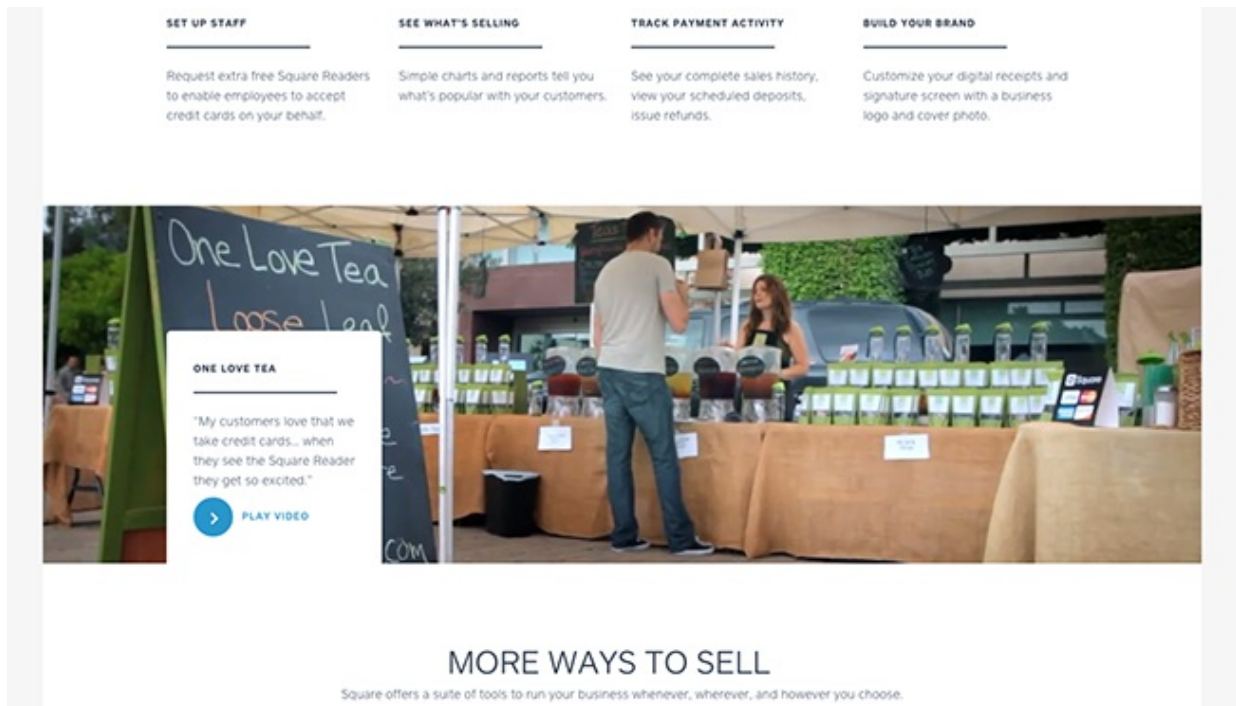 SET UP STAFF
Request extra free Square Readers
to enable employees to accept
credit cards on your behalf.
SEE WHAT'S SELLING
Simple charts and reports tell you
what's popular with your customers.
TRACK PAYMENT ACTIVITY
See your complete sales history,
view your scheduled deposits,
issue refunds.
BUILD YOUR BRAND
Customize your digital receipts and
signature screen with a business
logo and cover photo.
One Love Tea
Loose Leaf
com
Teas
Square
ONE LOVE TEA
"My customers love that we
take credit cards... when
they see the Square Reader
they get so excited."
PLAY VIDEO
MORE WAYS TO SELL
Square offers a suite of tools to run your business whenever, wherever, and however you choose.